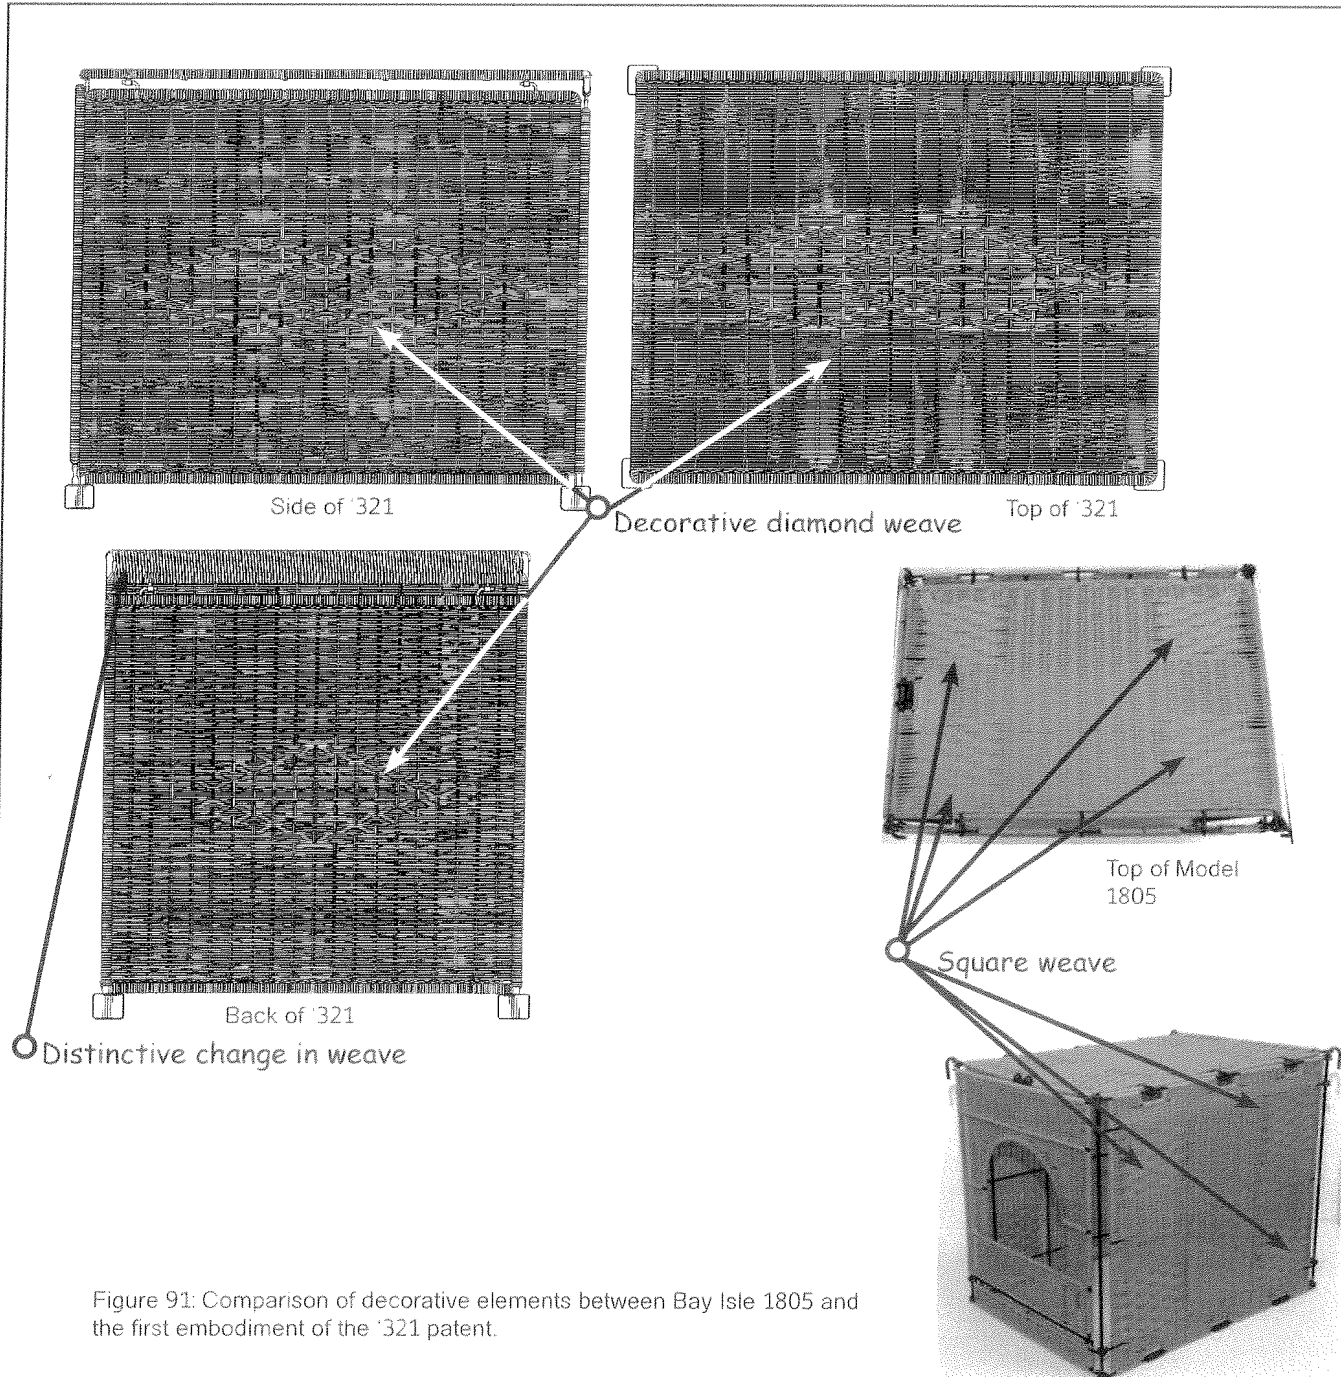 Side of '321
Top of '321
Decorative diamond weave
Back of '321
Distinctive change in weave
Top of Model
1805
Square weave
Figure 91: Comparison of decorative elements between Bay Isle 1805 and
the first embodiment of the '321 patent.